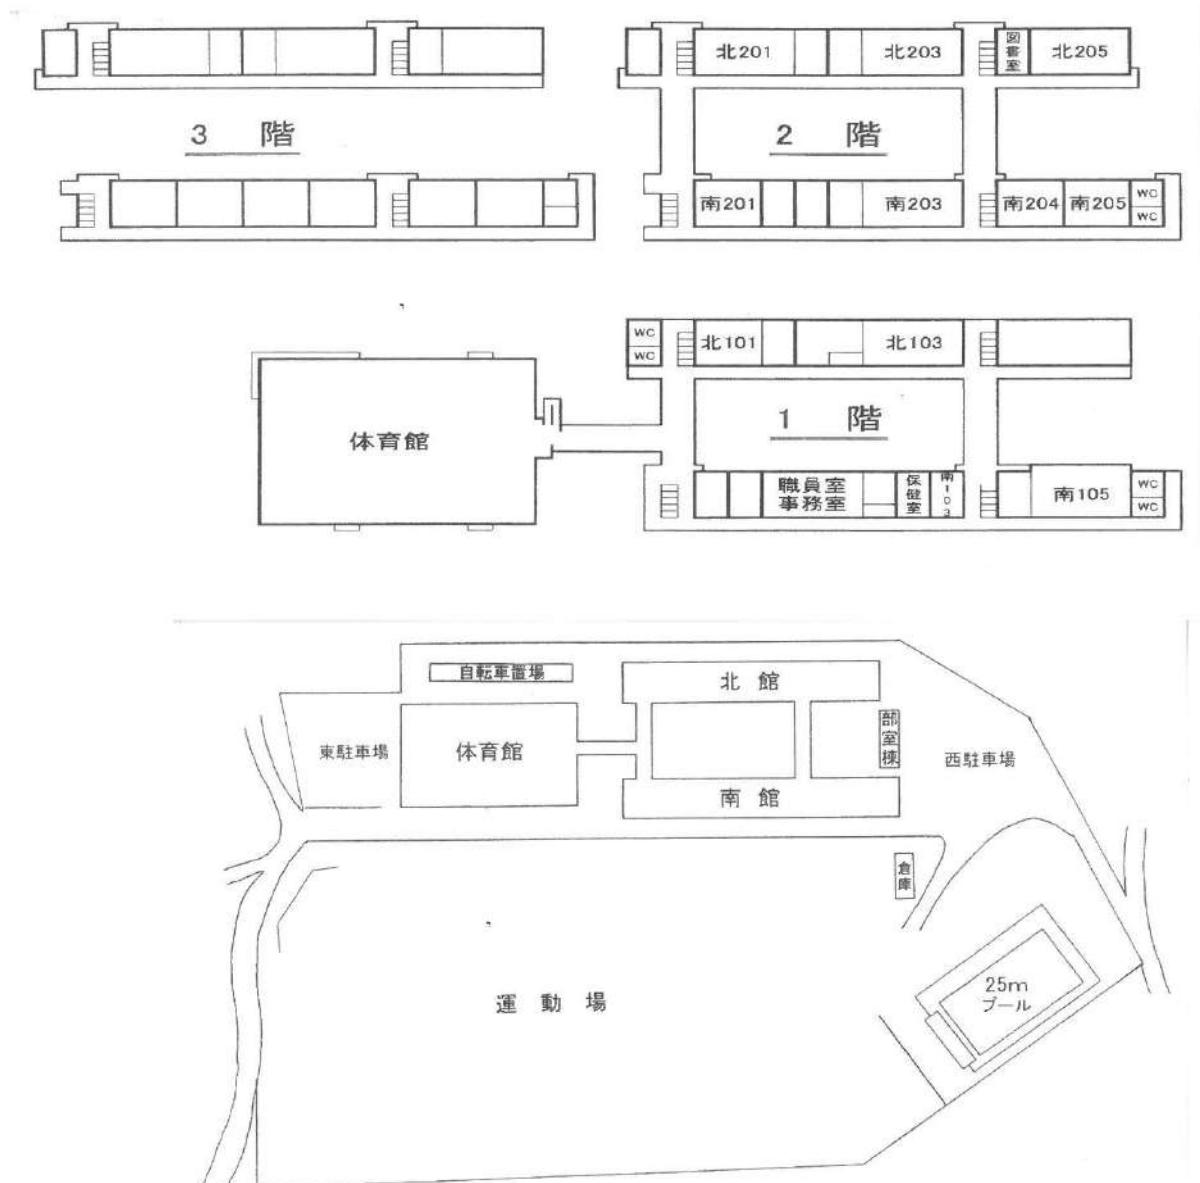 北201
北203
図書室
北205
3 階
2 階
南201
南203
南204
南205
WC
WC
WC
WC
北101
北103
体育館
1 階
職員室
事務室
保健室
南103
南105
WC
WC
自転車置場
北館
東駐車場
体育館
部室棟
西駐車場
南館
倉庫
25m
プール
運動場